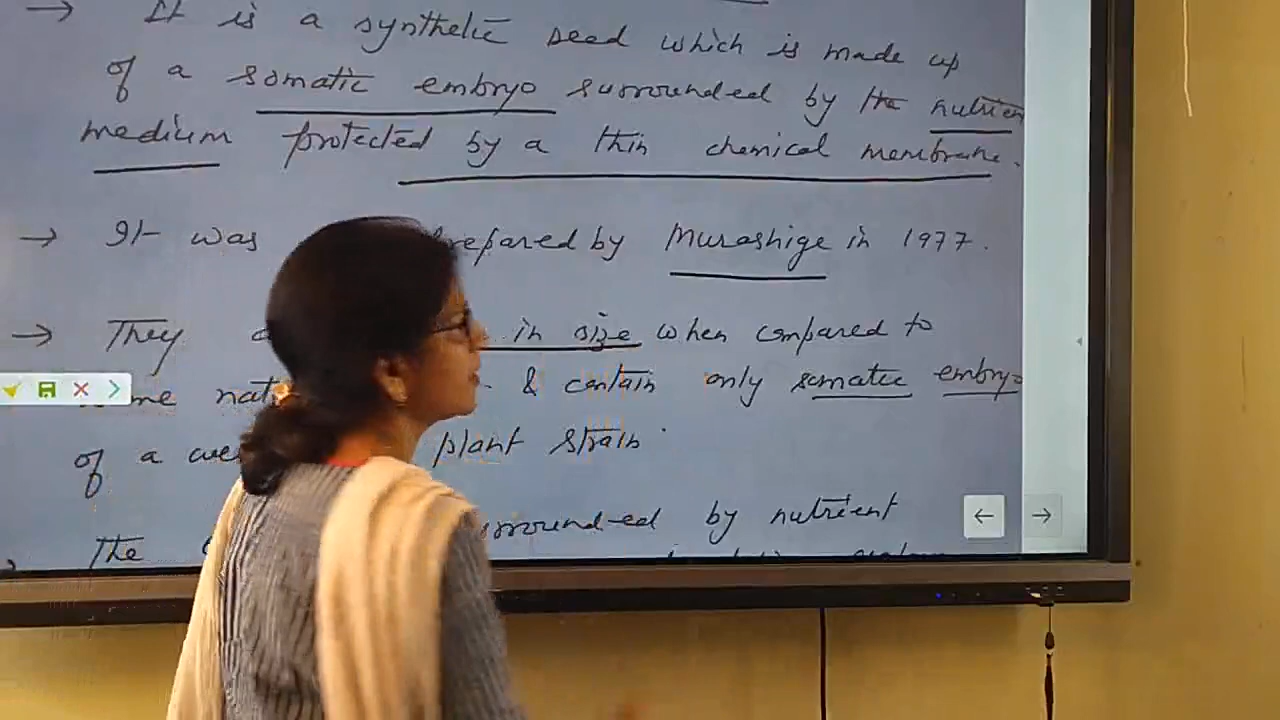 → It is a synthetic seed which is made up
of a somatic embryo surrounded by the nutrien
medium protected by a thin chemical membrane.
→ It was prepared by Murashige in 1977.
→ They in size when compared to
& contain only somatic embryo
of a plant strain.
The surrounded by nutrient